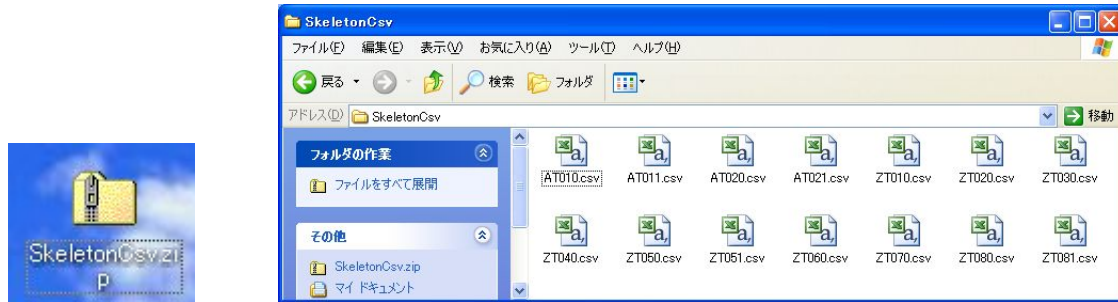 SkeletonCsv.zi
p
SkeletonCsv
ファイル(F) 編集(E) 表示(V) お気に入り(A) ツール(T) ヘルプ(H)
戻る 検索 フォルダ
アドレス(D) SkeletonCsv 移動
フォルダの作業
ファイルをすべて展開
その他
SkeletonCsv.zip
マイ ドキュメント
AT010.csv AT011.csv AT020.csv AT021.csv ZT010.csv ZT020.csv ZT030.csv
ZT040.csv ZT050.csv ZT051.csv ZT060.csv ZT070.csv ZT080.csv ZT081.csv